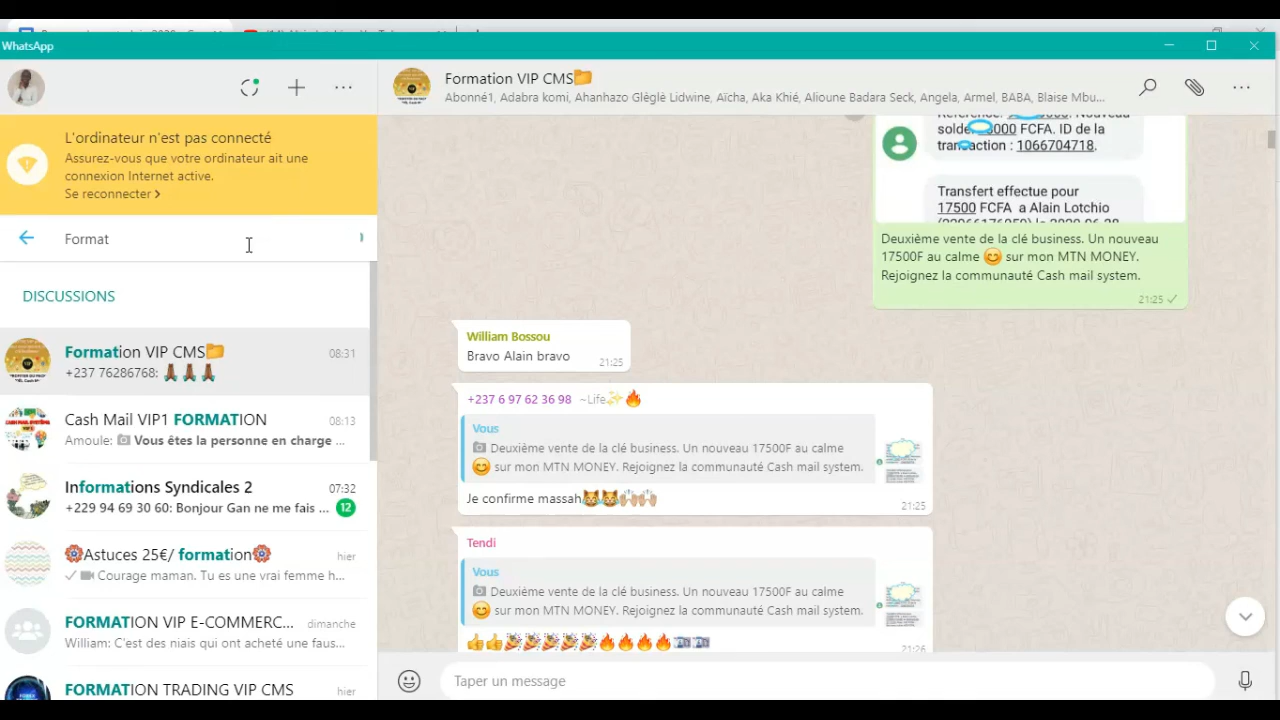 WhatsApp
L'ordinateur n'est pas connecté
Assurez-vous que votre ordinateur ait une
connexion Internet active.
Se reconnecter >
Format
DISCUSSIONS
Formation VIP CMS📁 08:31
+237 76286768: 🙏🏾🙏🏾🙏🏾
Cash Mail VIP1 FORMATION 08:13
Amoule: 📷 Vous êtes la personne en charge ...
Informations Syndicales 2 07:32
+229 94 69 30 60: Bonjour Gan ne me fais ... 12
🏵️Astuces 25€/ formation🏵️ hier
Courage maman. Tu es une vrai femme h...
FORMATION VIP E-COMMERC... dimanche
William: C'est des niais qui ont acheté une faus...
FORMATION TRADING VIP CMS hier
Formation VIP CMS📁
Abonné1, Adabra komi, Ahanhazo Glèglè Lidwine, Aïcha, Aka Khié, Alioune Badara Seck, Angela, Armel, BABA, Blaise Mbu...
FCFA. ID de la
transaction : 1066704718.
Transfert effectue pour
17500 FCFA a Alain Lotchio
Deuxième vente de la clé business. Un nouveau
17500F au calme 😊 sur mon MTN MONEY.
Rejoignez la communauté Cash mail system.
21:25
William Bossou
Bravo Alain bravo 21:25
+237 6 97 62 36 98 ~Life✨🔥
Vous
📷 Deuxième vente de la clé business. Un nouveau 17500F au calme
😊 sur mon MTN MONEY. Rejoignez la communauté Cash mail system.
Je confirme massah😹😹🙌🏼🙌🏼 21:25
Tendi
Vous
📷 Deuxième vente de la clé business. Un nouveau 17500F au calme
😊 sur mon MTN MONEY. Rejoignez la communauté Cash mail system.
👍👍🎉🎉🎉🎉🎉🔥🔥🔥🔥 21:26
Taper un message